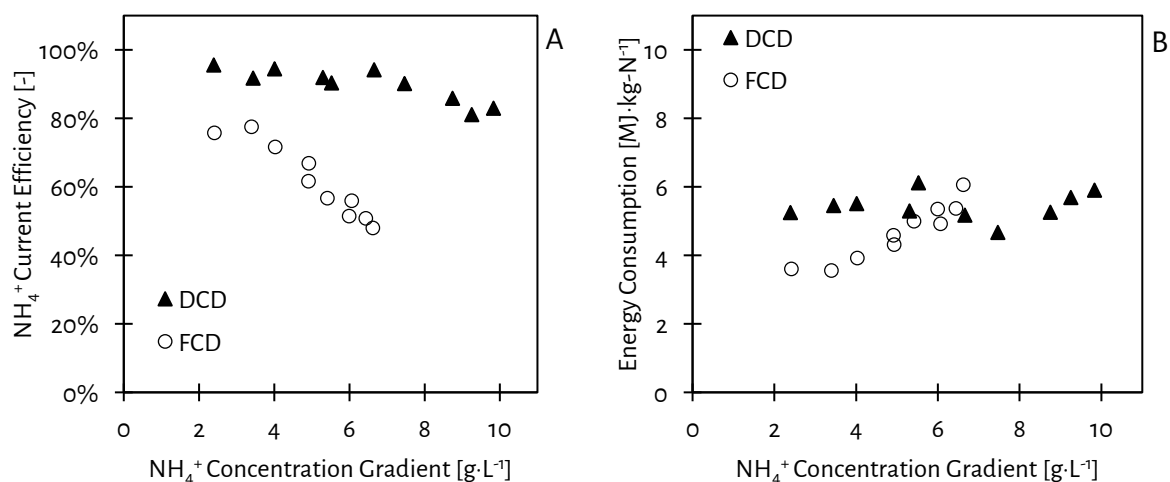 A
NH₄⁺ Current Efficiency [-]
100%
80%
60%
40%
20%
0%
DCD
FCD
0 2 4 6 8 10
NH₄⁺ Concentration Gradient [g·L⁻¹]
B
Energy Consumption [MJ·kg-N⁻¹]
10
8
6
4
2
0
DCD
FCD
0 2 4 6 8 10
NH₄⁺ Concentration Gradient [g·L⁻¹]